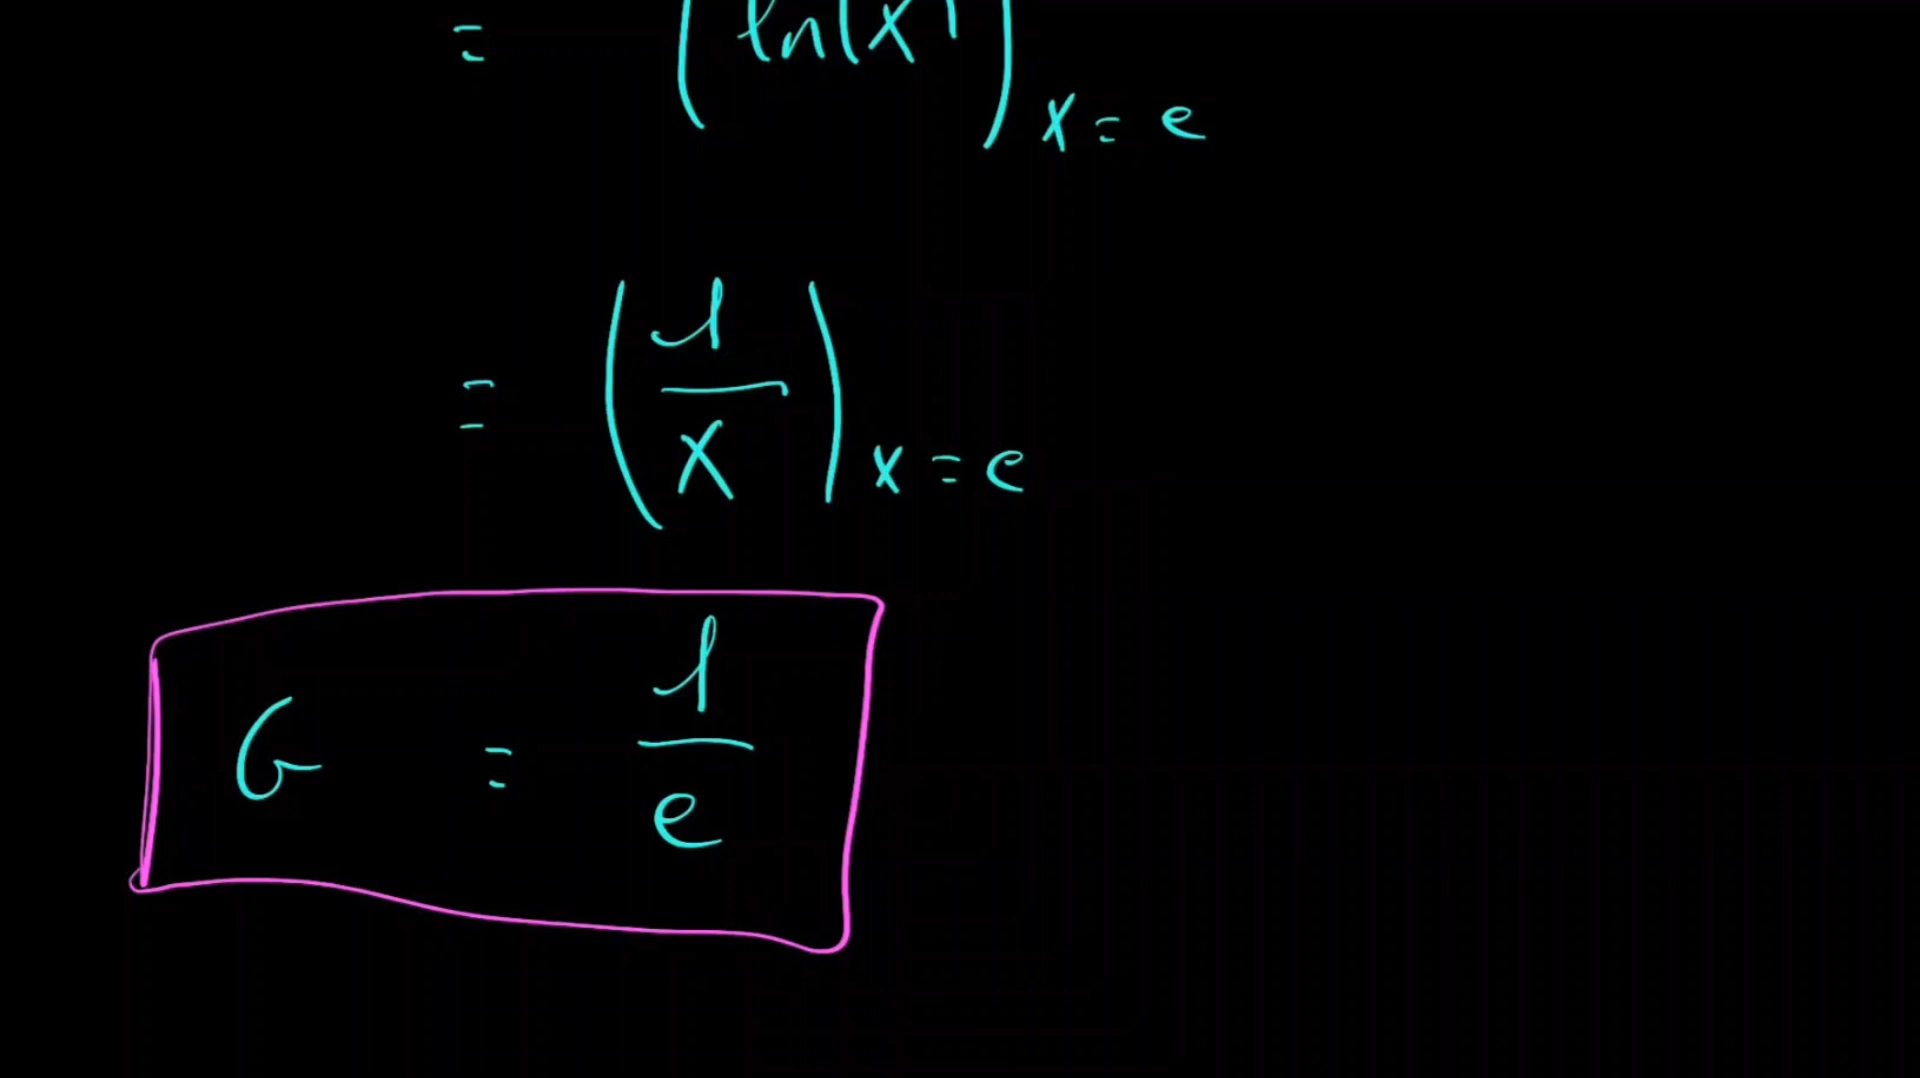 = (ln(x))' x = e
= (1/x) x = e
G = 1/e